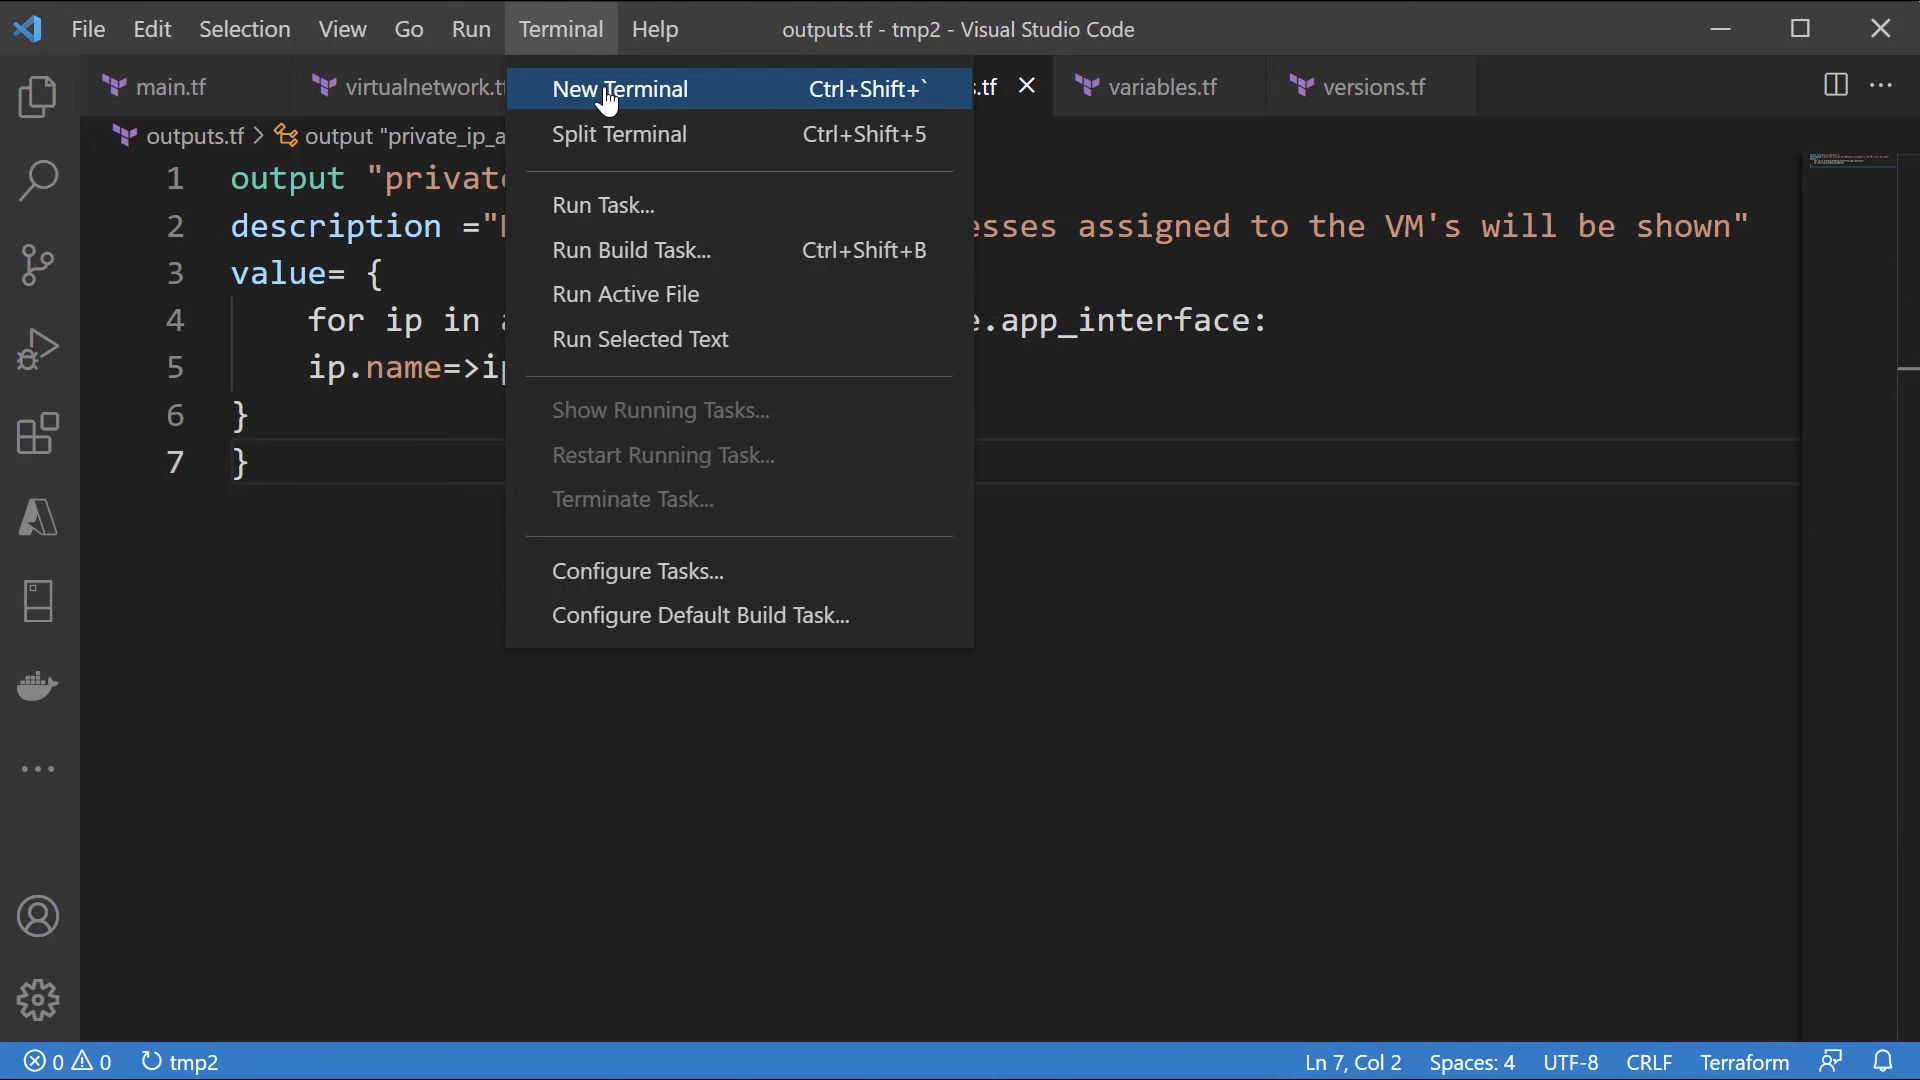 File Edit Selection View Go Run Terminal Help outputs.tf - tmp2 - Visual Studio Code
main.tf virtualnetwork.tf .tf variables.tf versions.tf
outputs.tf > output "private_ip_a
New Terminal Ctrl+Shift+`
Split Terminal Ctrl+Shift+5
Run Task...
Run Build Task... Ctrl+Shift+B
Run Active File
Run Selected Text
Show Running Tasks...
Restart Running Task...
Terminate Task...
Configure Tasks...
Configure Default Build Task...
1 output "private
2 description =" esses assigned to the VM's will be shown"
3 value= {
4 for ip in a e.app_interface:
5 ip.name=>ip
6 }
7 }
0 0 tmp2 Ln 7, Col 2 Spaces: 4 UTF-8 CRLF Terraform